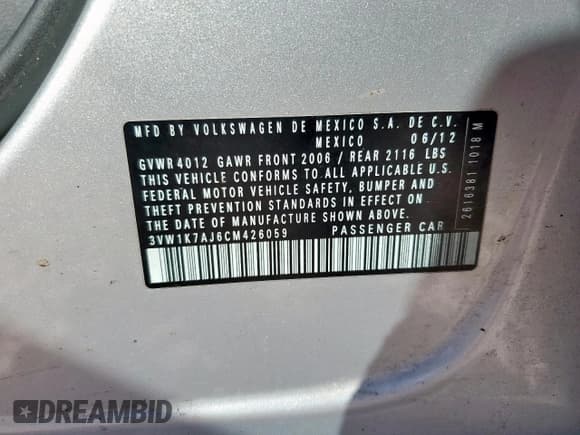 MFD BY VOLKSWAGEN DE MEXICO S.A. DE C.V.
MEXICO 06/12
GVWR 4012 GAWR FRONT 2006 / REAR 2116 LBS
THIS VEHICLE CONFORMS TO ALL APPLICABLE U.S.
FEDERAL MOTOR VEHICLE SAFETY, BUMPER AND
THEFT PREVENTION STANDARDS IN EFFECT ON THE
DATE OF MANUFACTURE SHOWN ABOVE.
3VW1K7AJ6CM426059 PASSENGER CAR
2616381 1018 M
DREAMBID